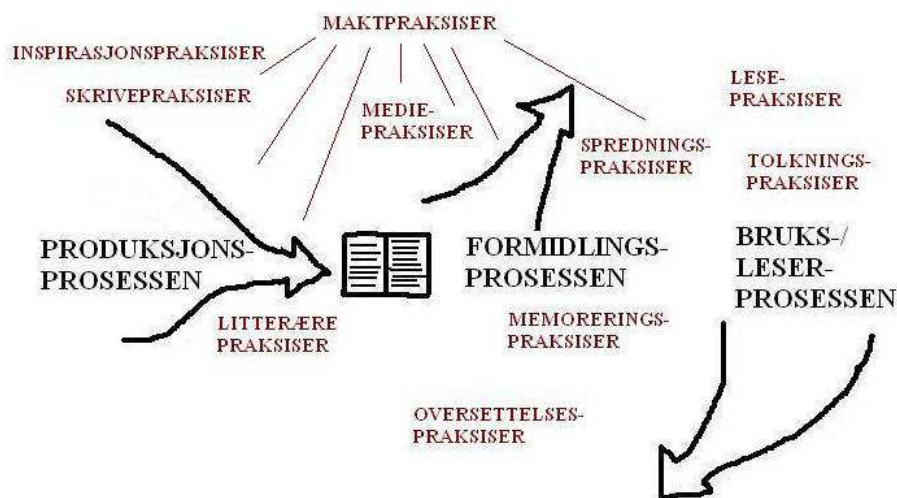 MAKTPRAKSISER
INSPIRASJONSPRAKSISER
SKRIVEPRAKSISER
MEDIE-
PRAKSISER
LESE-
PRAKSISER
SPREDNINGS-
PRAKSISER
TOLKNINGS-
PRAKSISER
PRODUKSJONS-
PROSESSEN
FORMIDLINGS-
PROSESSEN
BRUKS-/
LESER-
PROSESSEN
LITTERÆRE
PRAKSISER
MEMORERINGS-
PRAKSISER
OVERSETTELSES-
PRAKSISER